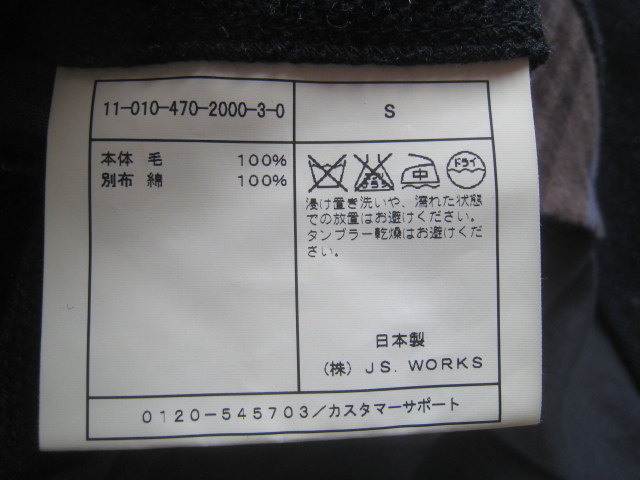 11-010-470-2000-3-0
S
本体 毛 100%
別布 綿 100%
中 ドライ
浸け置き洗いや、濡れた状態
での放置はお避けください。
タンブラー乾燥はお避けくだ
さい。
日本製
(株) JS. WORKS
0120-545703/カスタマーサポート